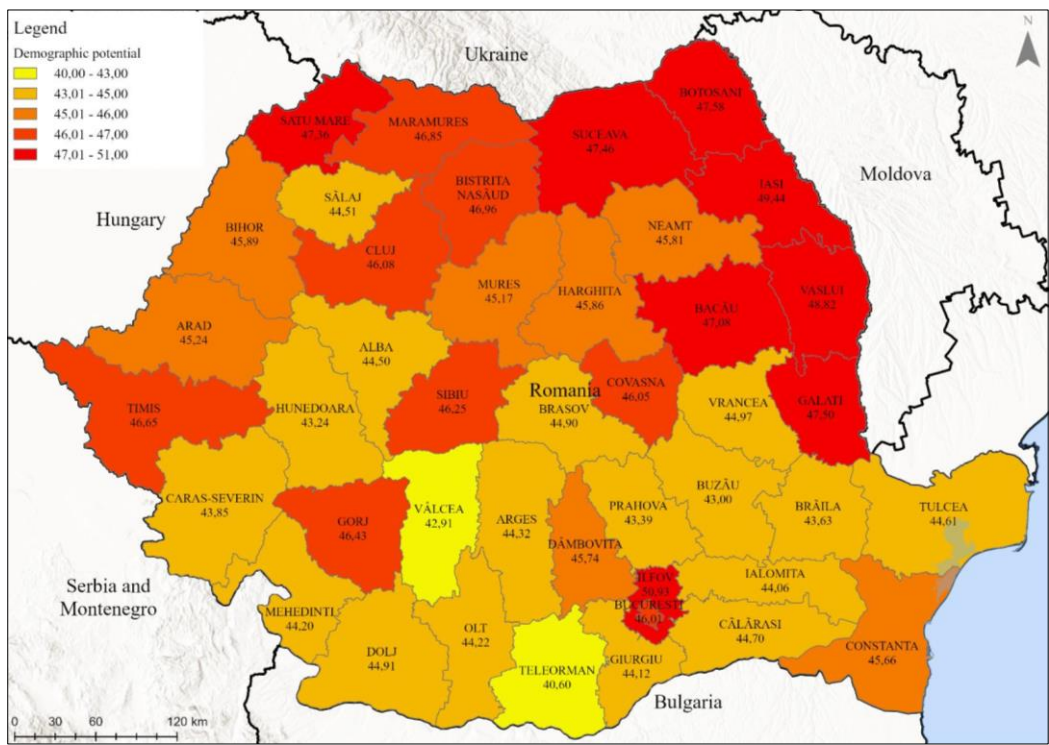 Legend
Demographic potential
40,00 - 43,00
43,01 - 45,00
45,01 - 46,00
46,01 - 47,00
47,01 - 51,00
N
Ukraine
Moldova
Hungary
Romania
Serbia and
Montenegro
Bulgaria
BOTOSANI
47,58
SATU MARE
47,36
MARAMURES
46,85
SUCEAVA
47,46
IASI
49,44
BISTRITA
NASĂUD
46,96
SĂLAJ
44,51
BIHOR
45,89
CLUJ
46,08
NEAMT
45,81
MURES
45,17
HARGHITA
45,86
BACĂU
47,08
VASLUI
48,82
ARAD
45,24
ALBA
44,50
TIMIS
46,65
HUNEDOARA
43,24
SIBIU
46,25
BRASOV
44,90
COVASNA
46,05
VRANCEA
44,97
GALATI
47,50
CARAS-SEVERIN
43,85
GORJ
46,43
VÂLCEA
42,91
ARGES
44,32
DÂMBOVITA
45,74
PRAHOVA
43,39
BUZĂU
43,00
BRĂILA
43,63
TULCEA
44,61
ILFOV
50,93
BUCURESTI
46,01
IALOMITA
44,06
MEHEDINTI
44,20
DOLJ
44,91
OLT
44,22
TELEORMAN
40,60
GIURGIU
44,12
CĂLĂRASI
44,70
CONSTANTA
45,66
0 30 60 120 km